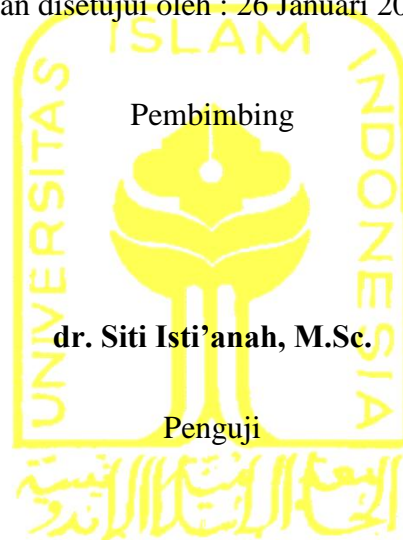 an disetujui oleh : 26 Januari 20
UNIVERSITAS
ISLAM
INDONESIA
Pembimbing
dr. Siti Isti’anah, M.Sc.
Penguji